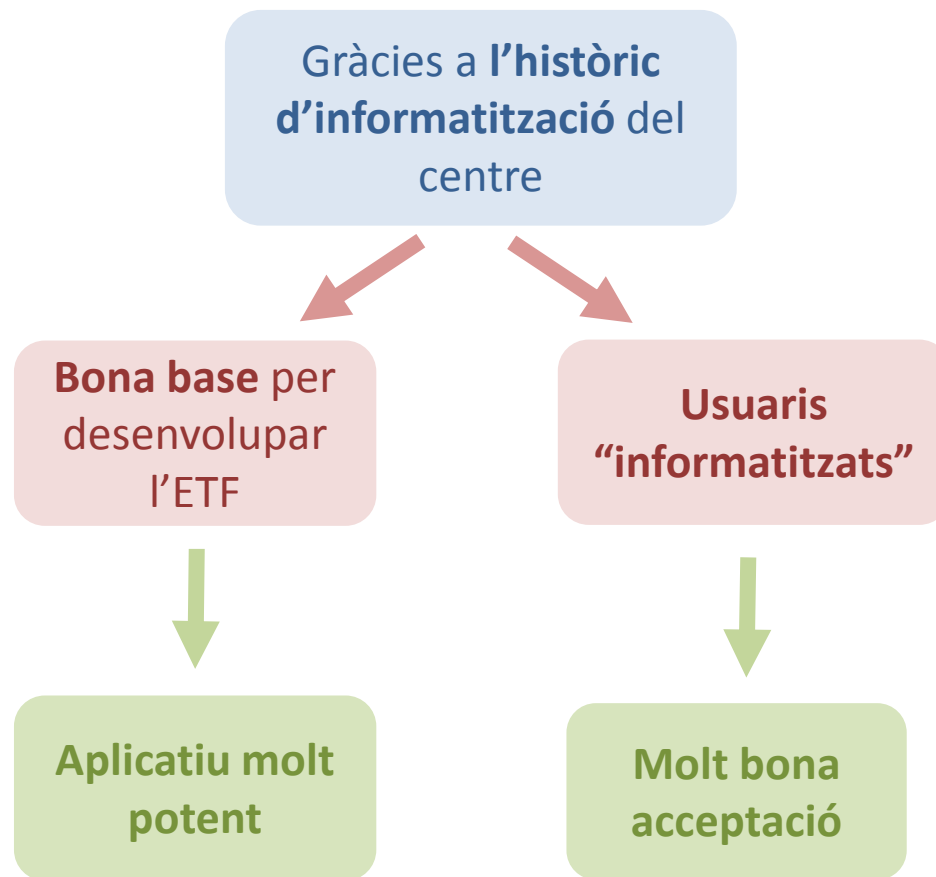 Gràcies a l’històric
d’informatització del
centre
Bona base per
desenvolupar
l’ETF
Usuaris
“informatitzats”
Aplicatiu molt
potent
Molt bona
acceptació